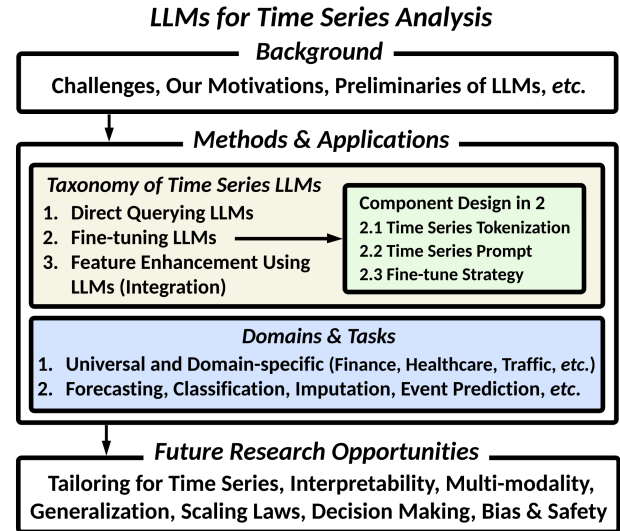 LLMs for Time Series Analysis
Background
Challenges, Our Motivations, Preliminaries of LLMs, etc.
Methods & Applications
Taxonomy of Time Series LLMs
1. Direct Querying LLMs
2. Fine-tuning LLMs
3. Feature Enhancement Using
LLMs (Integration)
Component Design in 2
2.1 Time Series Tokenization
2.2 Time Series Prompt
2.3 Fine-tune Strategy
Domains & Tasks
1. Universal and Domain-specific (Finance, Healthcare, Traffic, etc.)
2. Forecasting, Classification, Imputation, Event Prediction, etc.
Future Research Opportunities
Tailoring for Time Series, Interpretability, Multi-modality,
Generalization, Scaling Laws, Decision Making, Bias & Safety